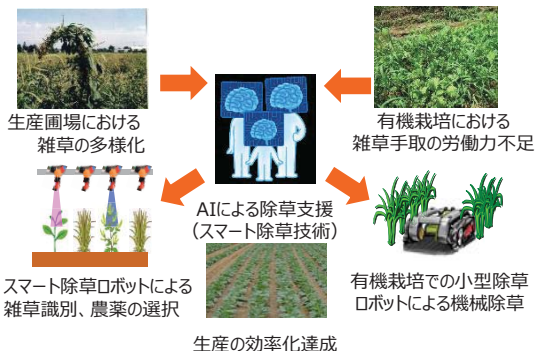 生産圃場における
雑草の多様化
有機栽培における
雑草手取の労働力不足
AIによる除草支援
（スマート除草技術）
スマート除草ロボットによる
雑草識別、農薬の選択
有機栽培での小型除草
ロボットによる機械除草
生産の効率化達成